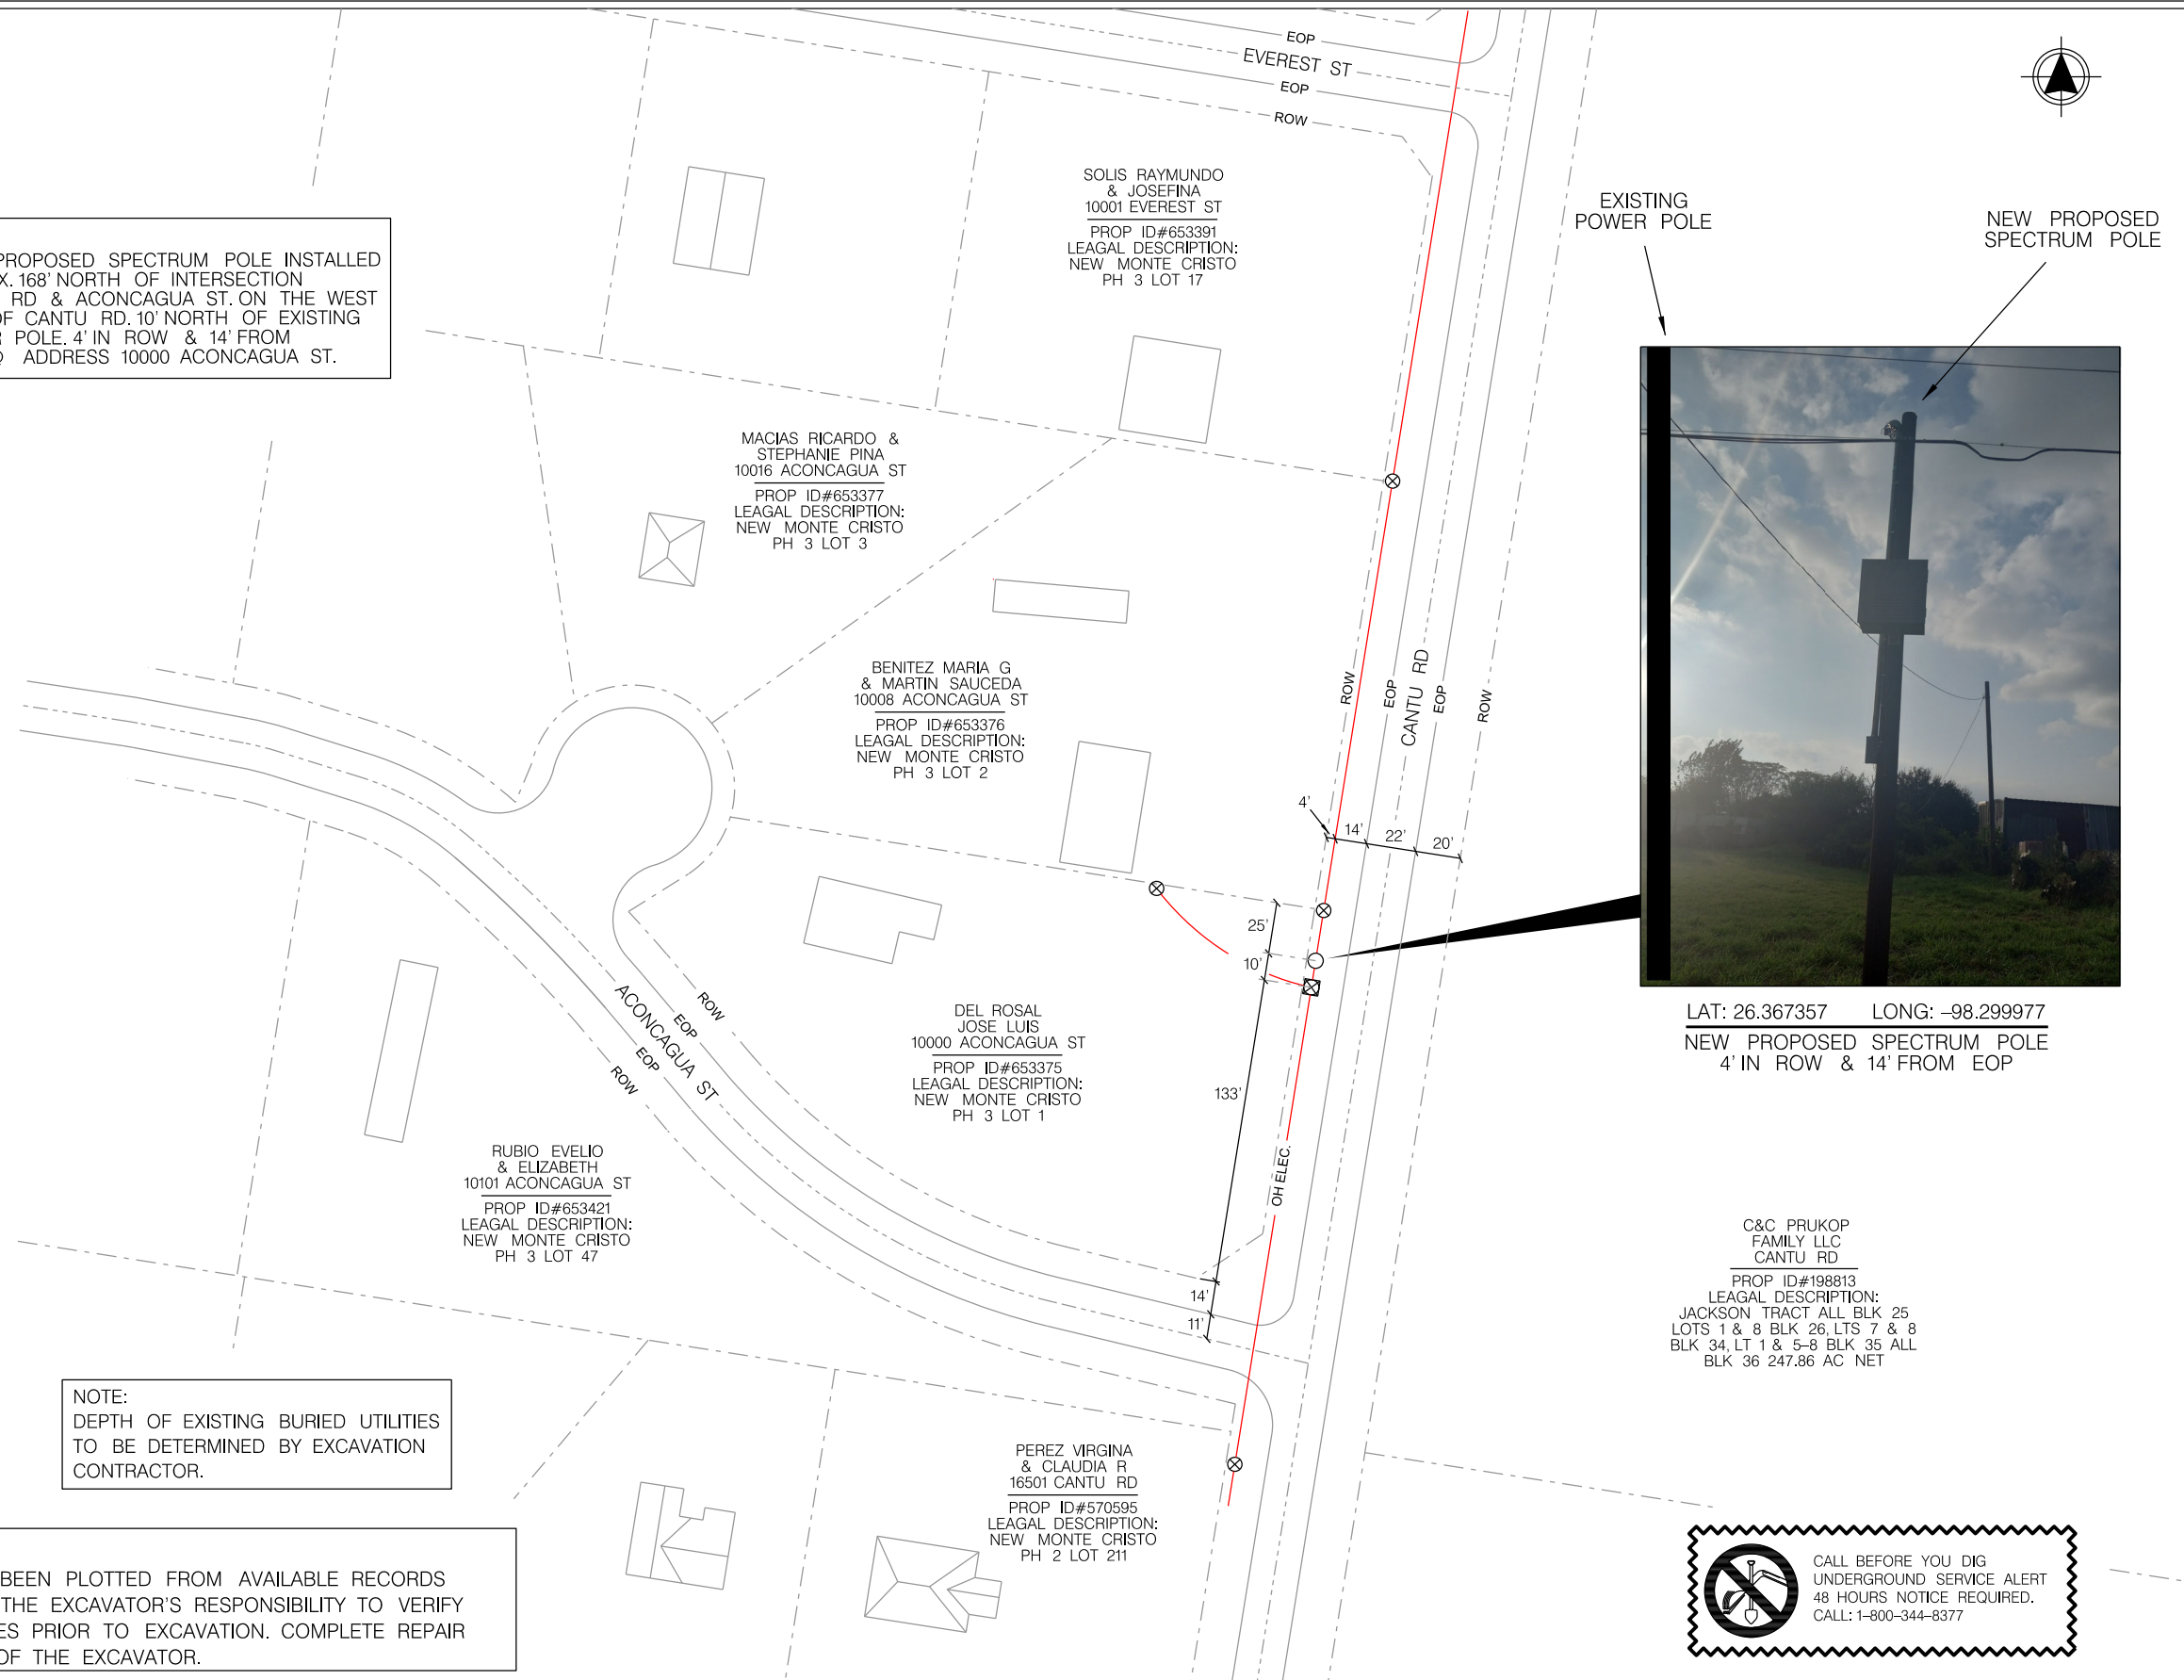 EOP
EVEREST ST
EOP
ROW
SOLIS RAYMUNDO
& JOSEFINA
10001 EVEREST ST
PROP ID#653391
LEAGAL DESCRIPTION:
NEW MONTE CRISTO
PH 3 LOT 17
EXISTING
POWER POLE
NEW PROPOSED
SPECTRUM POLE
PROPOSED SPECTRUM POLE INSTALLED
X. 168' NORTH OF INTERSECTION
RD & ACONCAGUA ST. ON THE WEST
OF CANTU RD. 10' NORTH OF EXISTING
POLE. 4' IN ROW & 14' FROM
ADDRESS 10000 ACONCAGUA ST.
MACIAS RICARDO &
STEPHANIE PINA
10016 ACONCAGUA ST
PROP ID#653377
LEAGAL DESCRIPTION:
NEW MONTE CRISTO
PH 3 LOT 3
BENITEZ MARIA G
& MARTIN SAUCEDA
10008 ACONCAGUA ST
PROP ID#653376
LEAGAL DESCRIPTION:
NEW MONTE CRISTO
PH 3 LOT 2
ROW
EOP
CANTU RD
EOP
ROW
4'
14'
22'
20'
25'
10'
133'
14'
11'
OH ELEC.
DEL ROSAL
JOSE LUIS
10000 ACONCAGUA ST
PROP ID#653375
LEAGAL DESCRIPTION:
NEW MONTE CRISTO
PH 3 LOT 1
ROW
EOP
ACONCAGUA ST
EOP
ROW
LAT: 26.367357 LONG: -98.299977
NEW PROPOSED SPECTRUM POLE
4' IN ROW & 14' FROM EOP
RUBIO EVELIO
& ELIZABETH
10101 ACONCAGUA ST
PROP ID#653421
LEAGAL DESCRIPTION:
NEW MONTE CRISTO
PH 3 LOT 47
C&C PRUKOP
FAMILY LLC
CANTU RD
PROP ID#198813
LEAGAL DESCRIPTION:
JACKSON TRACT ALL BLK 25
LOTS 1 & 8 BLK 26, LTS 7 & 8
BLK 34, LT 1 & 5-8 BLK 35 ALL
BLK 36 247.86 AC NET
NOTE:
DEPTH OF EXISTING BURIED UTILITIES
TO BE DETERMINED BY EXCAVATION
CONTRACTOR.
PEREZ VIRGINA
& CLAUDIA R
16501 CANTU RD
PROP ID#570595
LEAGAL DESCRIPTION:
NEW MONTE CRISTO
PH 2 LOT 211
BEEN PLOTTED FROM AVAILABLE RECORDS
THE EXCAVATOR'S RESPONSIBILITY TO VERIFY
ES PRIOR TO EXCAVATION. COMPLETE REPAIR
OF THE EXCAVATOR.
CALL BEFORE YOU DIG
UNDERGROUND SERVICE ALERT
48 HOURS NOTICE REQUIRED.
CALL: 1-800-344-8377